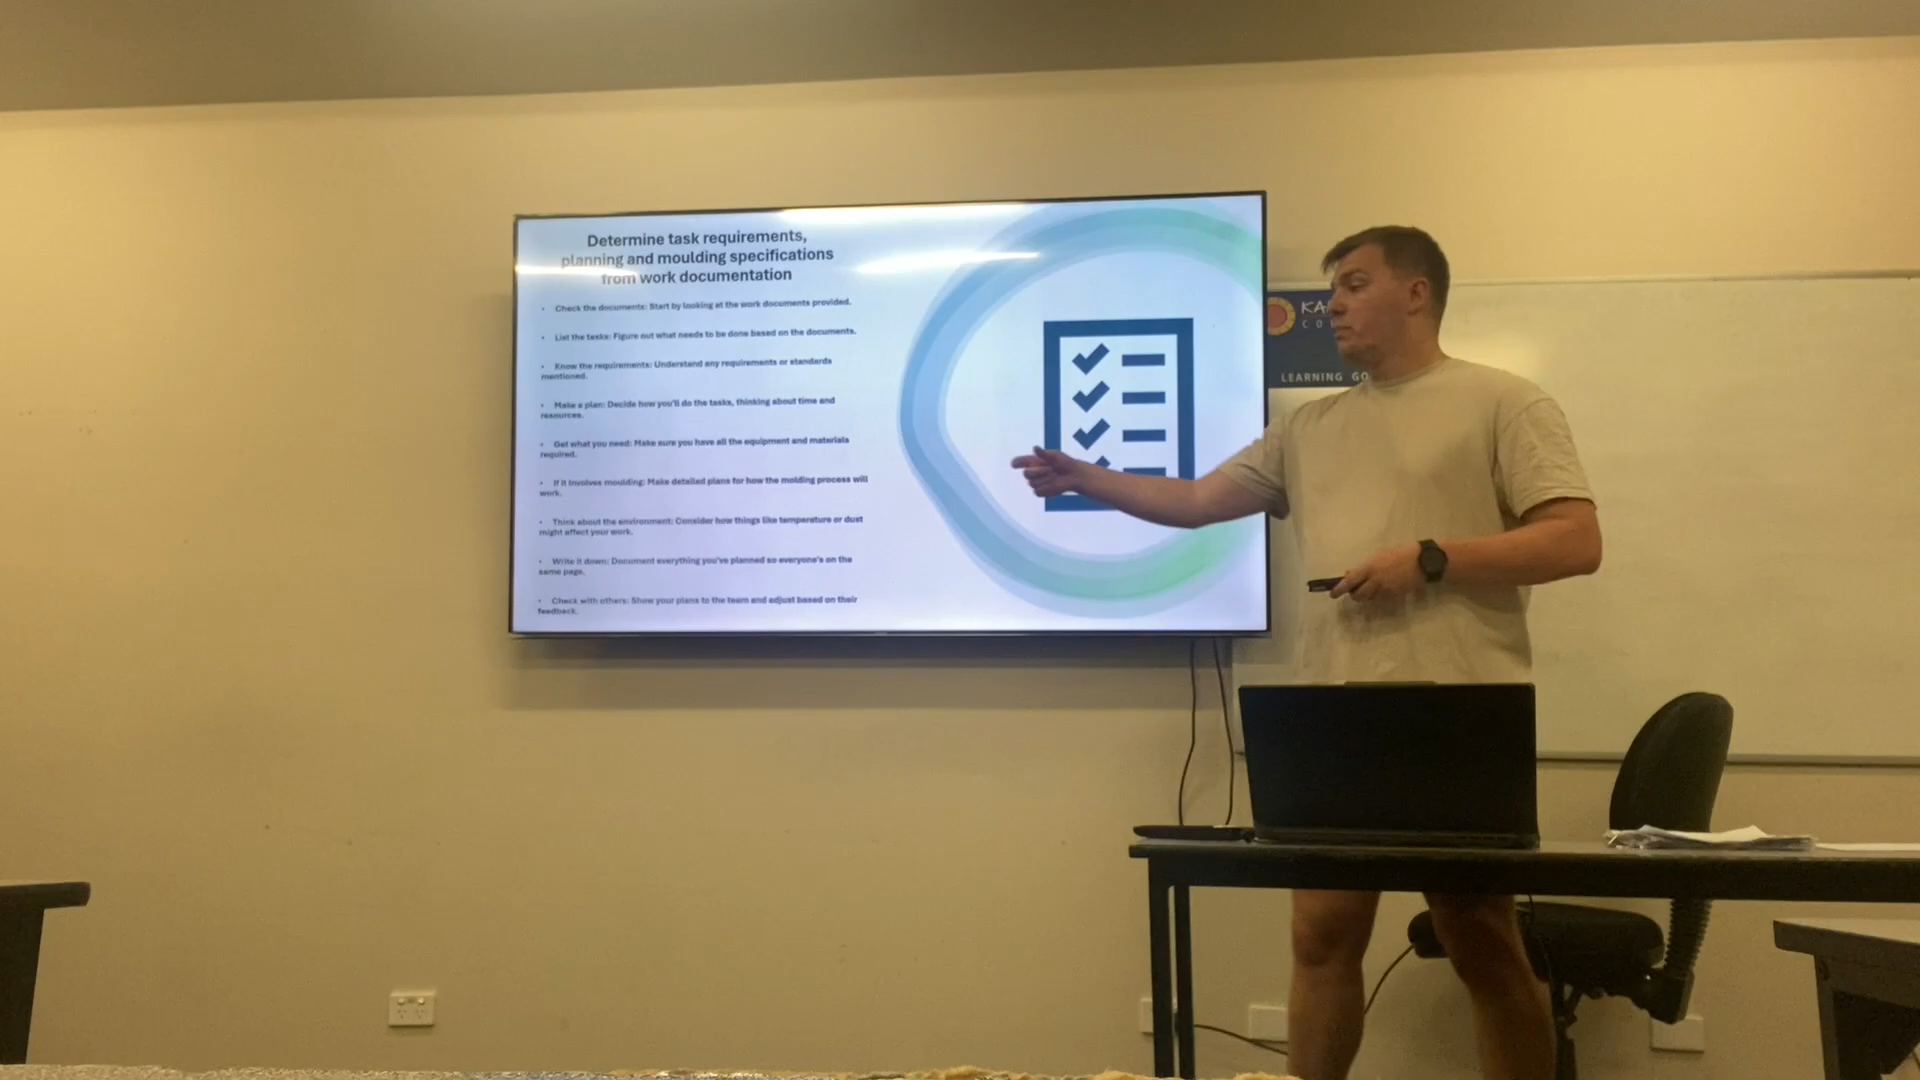 Determine task requirements,
planning and moulding specifications
from work documentation
• Check the documents: Start by looking at the work documents provided.
• List the tasks: Figure out what needs to be done based on the documents.
• Know the requirements: Understand any requirements or standards
mentioned.
• Make a plan: Decide how you'll do the tasks, thinking about time and
resources.
• Get what you need: Make sure you have all the equipment and materials
required.
• If it involves moulding: Make detailed plans for how the molding process will
work.
• Think about the environment: Consider how things like temperature or dust
might affect your work.
• Write it down: Document everything you've planned so everyone's on the
same page.
• Check with others: Show your plans to the team and adjust based on their
feedback.
LEARNING